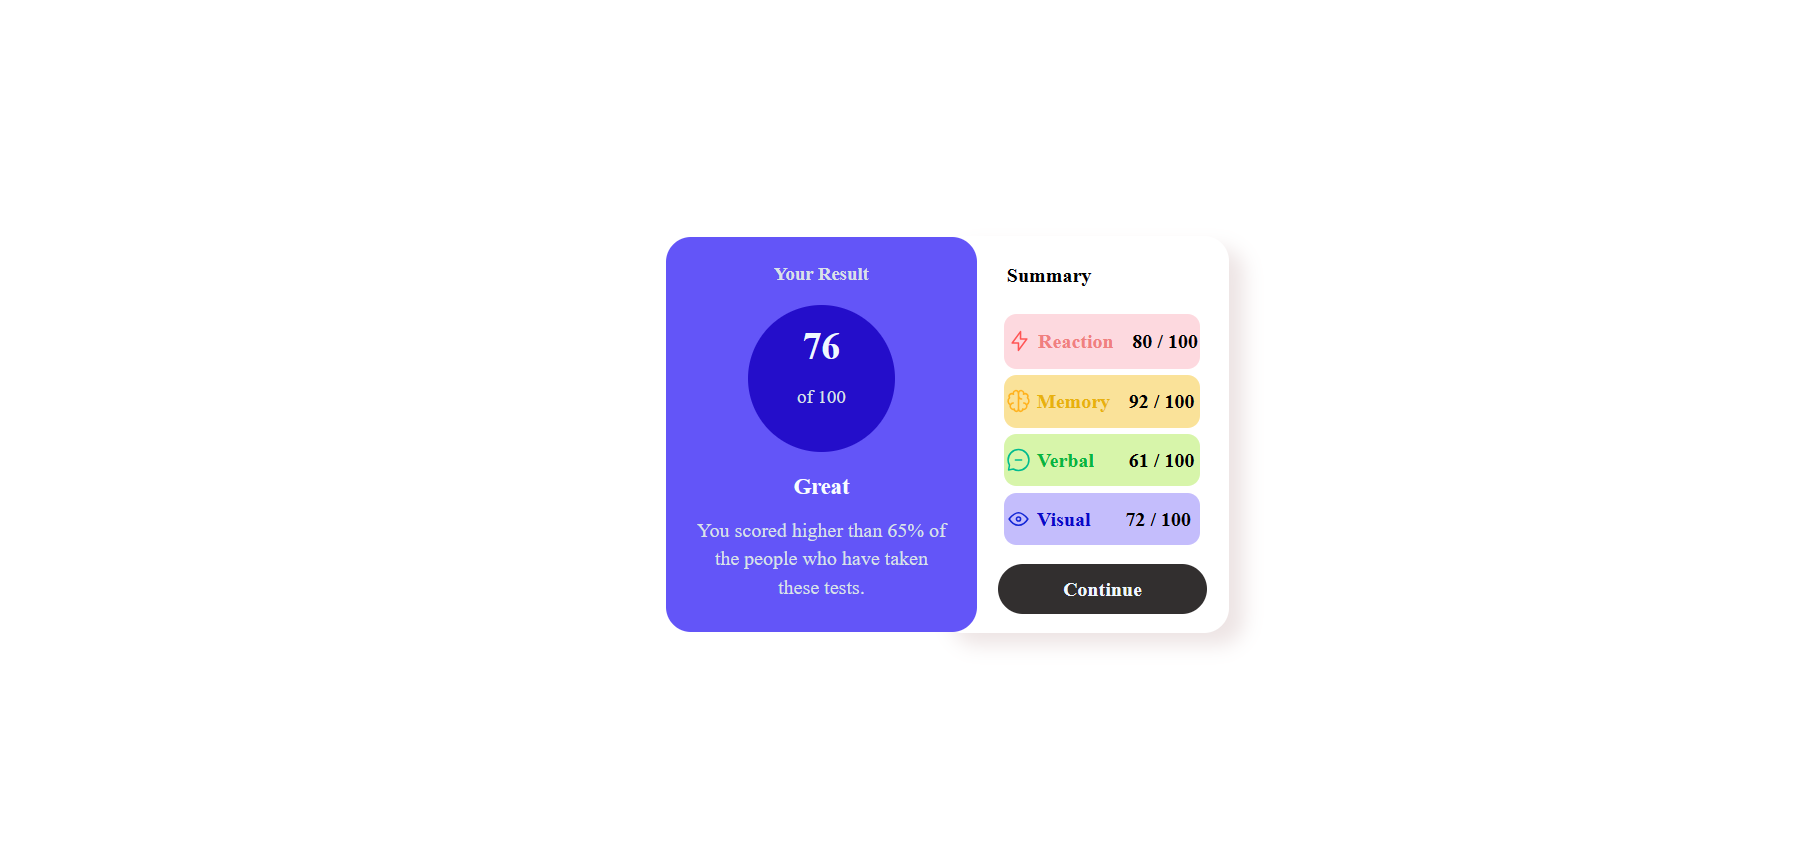 Your Result
76
of 100
Great
You scored higher than 65% of
the people who have taken
these tests.
Summary
Reaction 80 / 100
Memory 92 / 100
Verbal 61 / 100
Visual 72 / 100
Continue